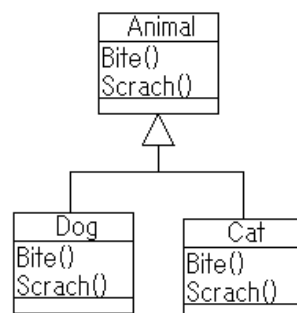 Animal
Bite()
Scrach()
Dog
Bite()
Scrach()
Cat
Bite()
Scrach()